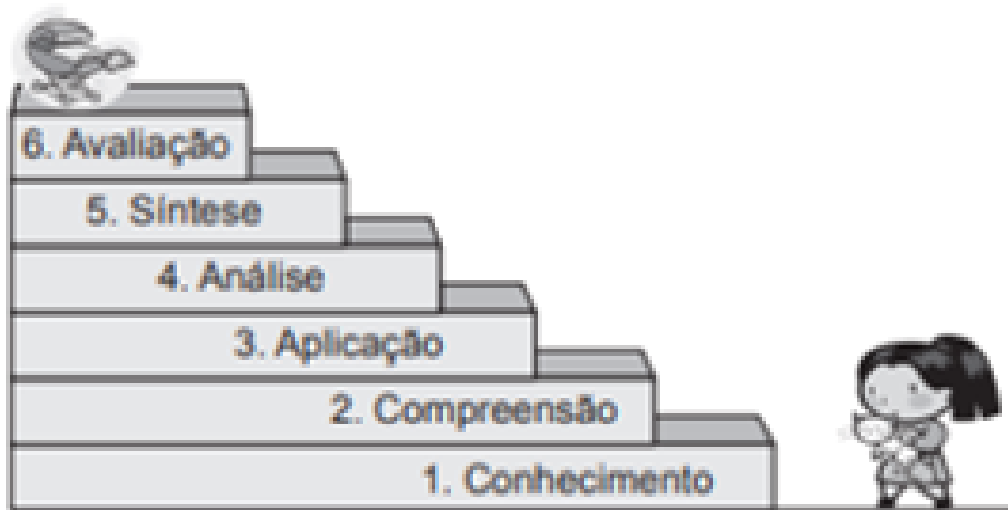 6. Avaliação
5. Síntese
4. Análise
3. Aplicação
2. Compreensão
1. Conhecimento